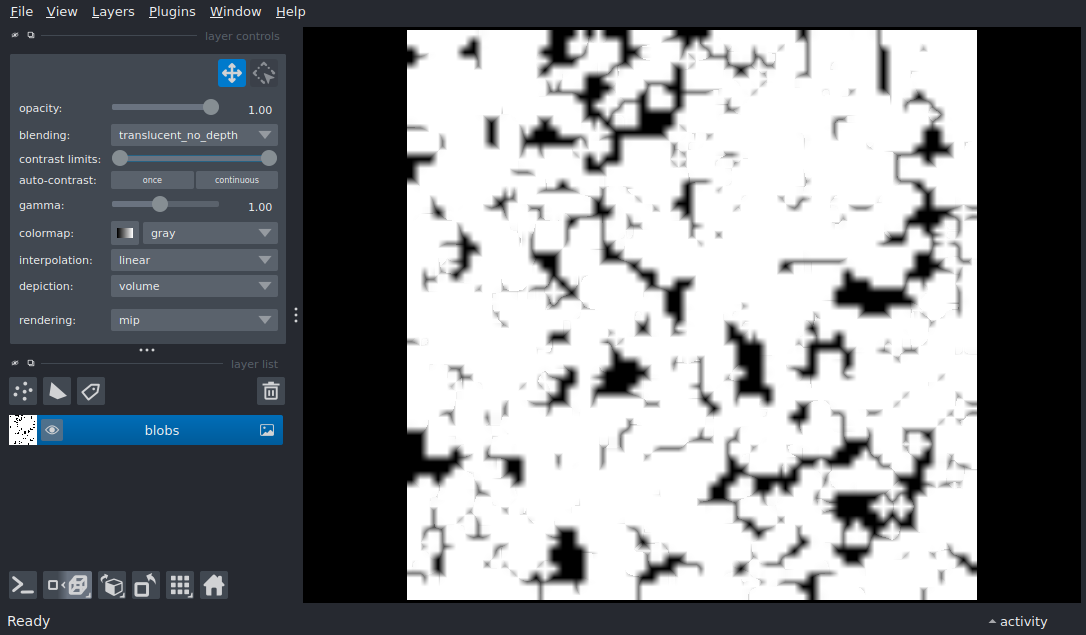 File View Layers Plugins Window Help
layer controls
opacity: 1.00
blending: translucent_no_depth
contrast limits:
auto-contrast: once continuous
gamma: 1.00
colormap: gray
interpolation: linear
depiction: volume
rendering: mip
layer list
blobs
Ready activity